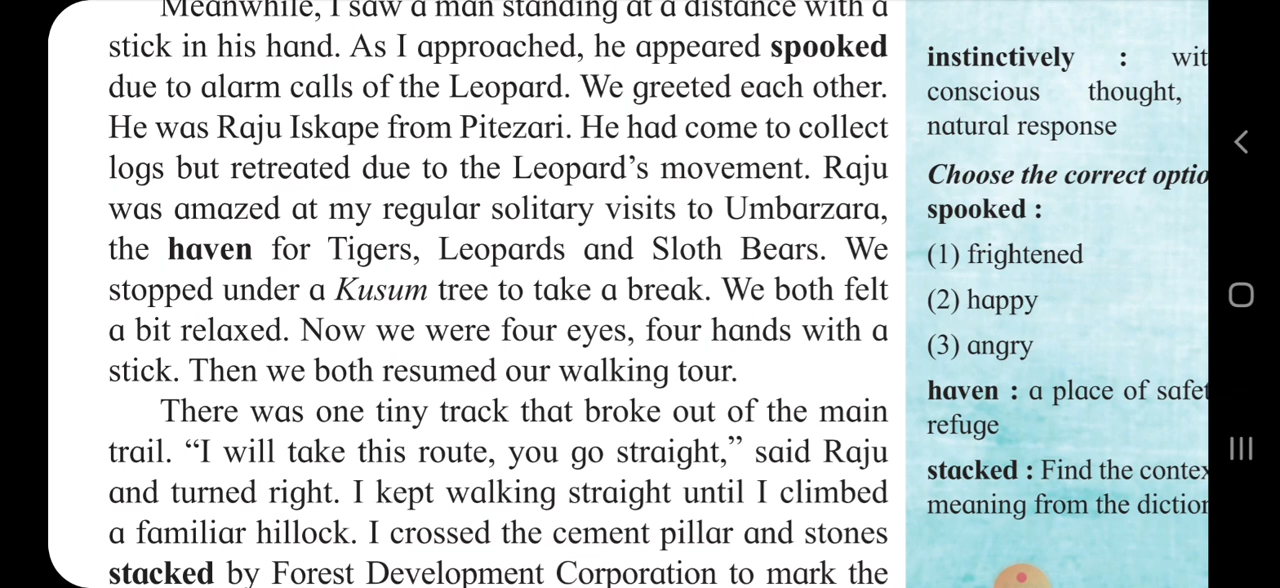 Meanwhile, I saw a man standing at a distance with a
stick in his hand. As I approached, he appeared spooked
due to alarm calls of the Leopard. We greeted each other.
He was Raju Iskape from Pitezari. He had come to collect
logs but retreated due to the Leopard’s movement. Raju
was amazed at my regular solitary visits to Umbarzara,
the haven for Tigers, Leopards and Sloth Bears. We
stopped under a Kusum tree to take a break. We both felt
a bit relaxed. Now we were four eyes, four hands with a
stick. Then we both resumed our walking tour.
There was one tiny track that broke out of the main
trail. “I will take this route, you go straight,” said Raju
and turned right. I kept walking straight until I climbed
a familiar hillock. I crossed the cement pillar and stones
stacked by Forest Development Corporation to mark the
instinctively : wit
conscious thought,
natural response
Choose the correct optio
spooked :
(1) frightened
(2) happy
(3) angry
haven : a place of safet
refuge
stacked : Find the contex
meaning from the diction